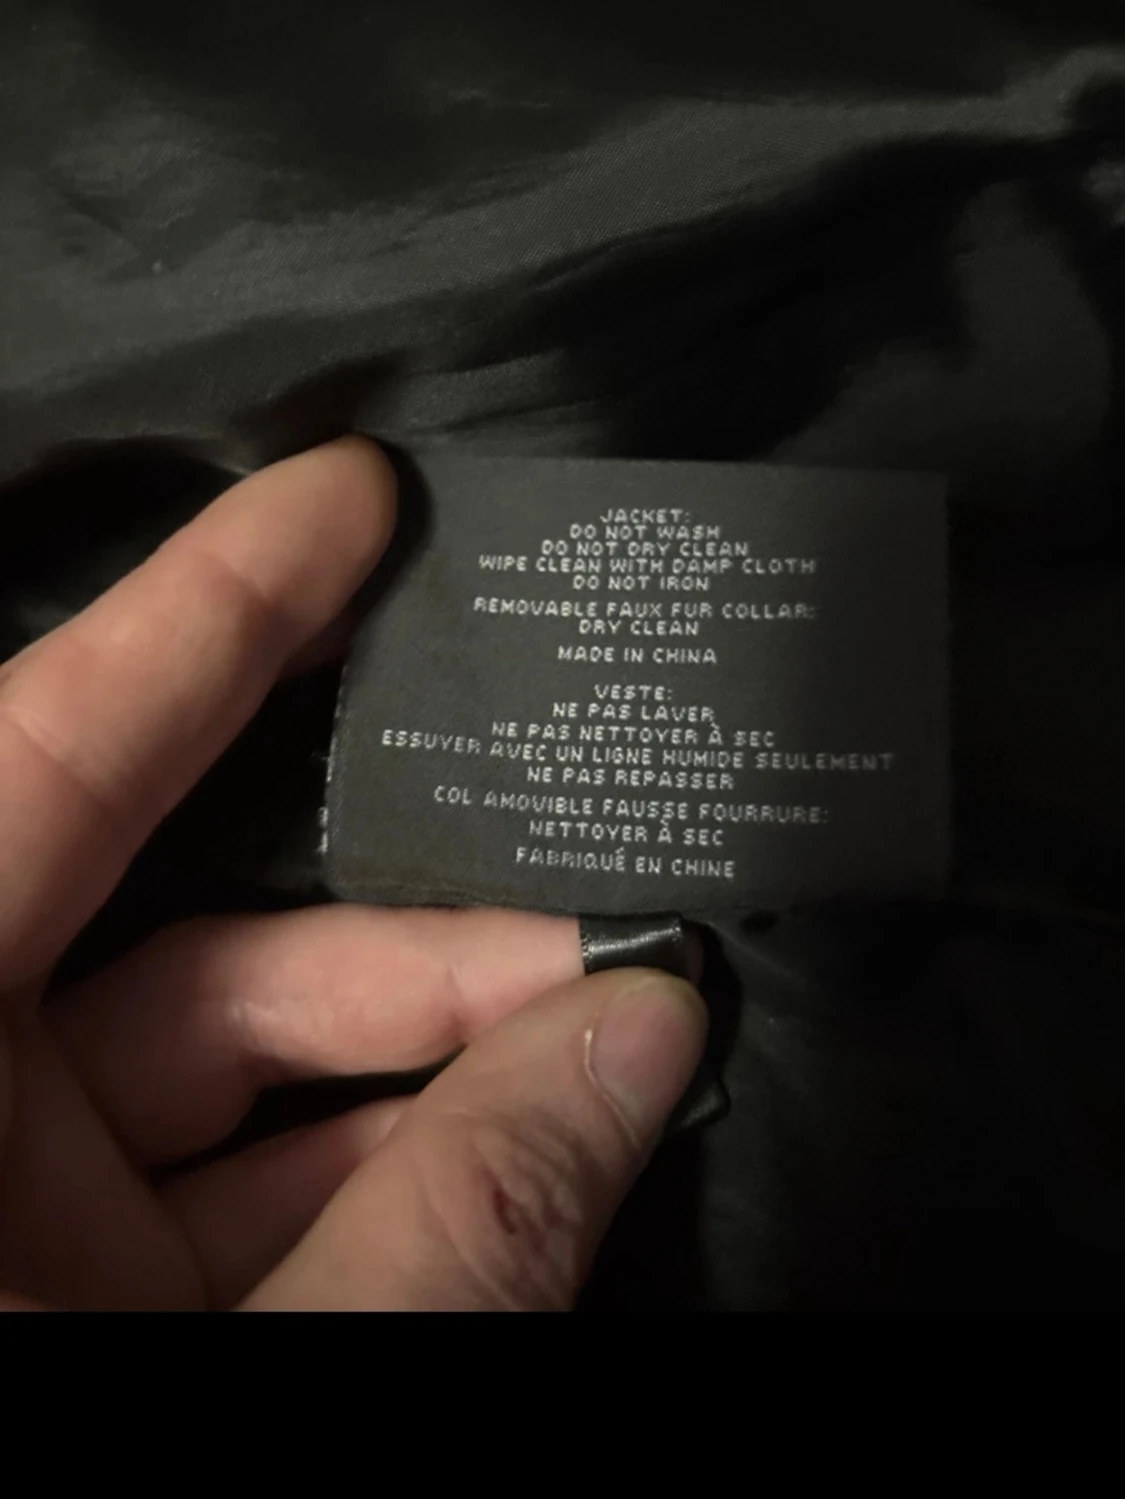 JACKET:
DO NOT WASH
DO NOT DRY CLEAN
WIPE CLEAN WITH DAMP CLOTH
DO NOT IRON
REMOVABLE FAUX FUR COLLAR:
DRY CLEAN
MADE IN CHINA
VESTE:
NE PAS LAVER
NE PAS NETTOYER À SEC
ESSUYER AVEC UN LIGNE HUMIDE SEULEMENT
NE PAS REPASSER
COL AMOVIBLE FAUSSE FOURRURE:
NETTOYER À SEC
FABRIQUÉ EN CHINE